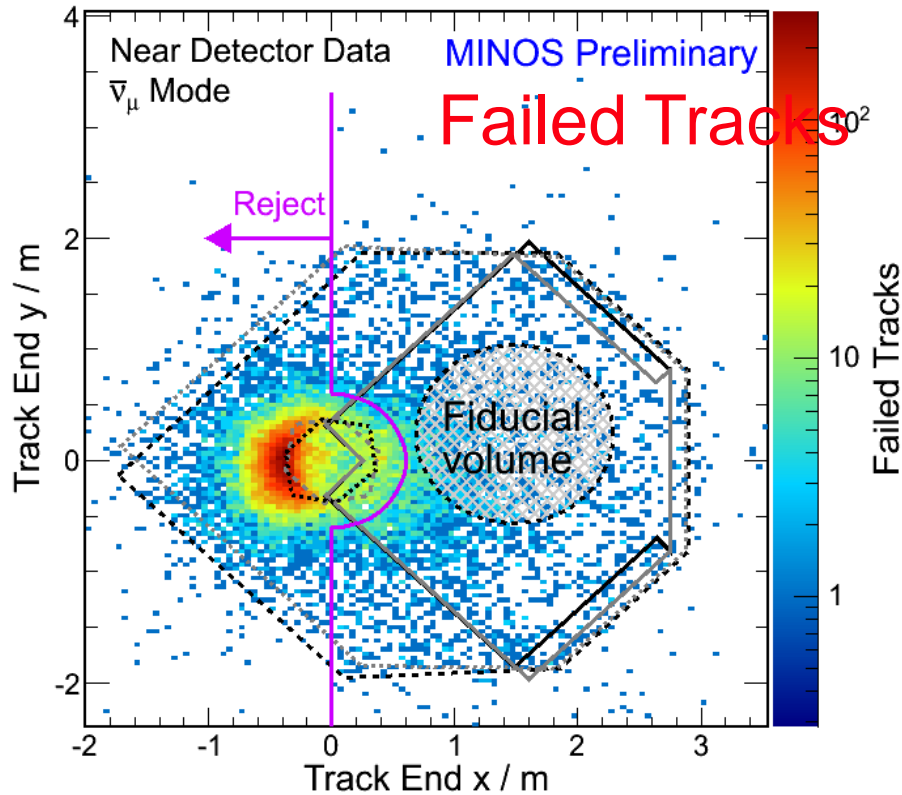 Near Detector Data
ν̄μ Mode
MINOS Preliminary
Failed Tracks
Reject
Fiducial
volume
Track End y / m
4
2
0
-2
-2
-1
0
1
2
3
Track End x / m
10²
10
1
Failed Tracks